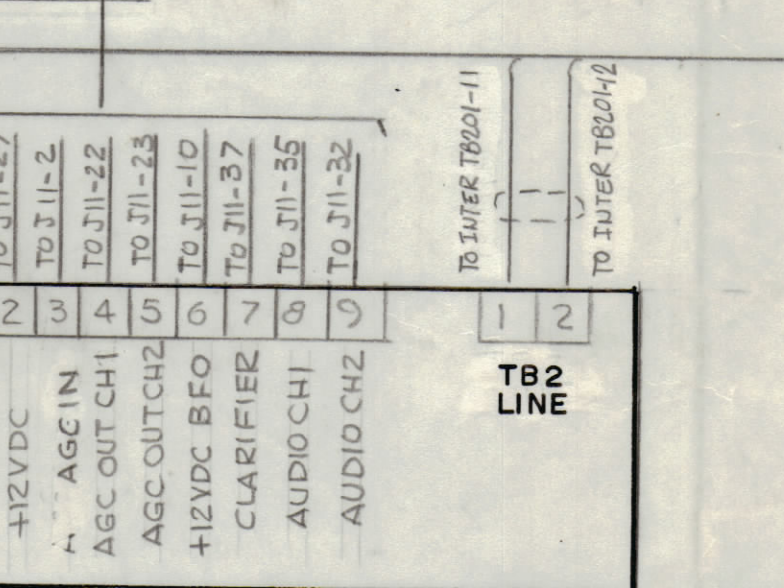 TO J11-27
TO J11-2
TO J11-22
TO J11-23
TO J11-10
TO J11-37
TO J11-35
TO J11-32
TO INTER TB201-11
TO INTER TB201-12
2 3 4 5 6 7 8 9
1 2
+12VDC
AGC IN
AGC OUT CH1
AGC OUT CH2
+12VDC BFO
CLARIFIER
AUDIO CH1
AUDIO CH2
TB2
LINE